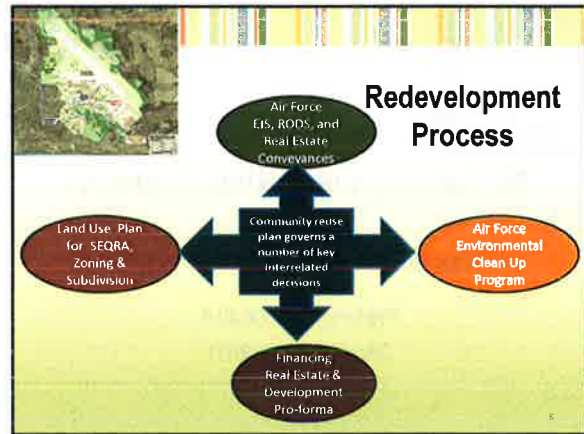 Redevelopment
Process
Air Force
EIS, RODS, and
Real Estate
Conveyances
Land Use Plan
for SEQRA,
Zoning &
Subdivision
Community reuse
plan governs a
number of key
interrelated
decisions
Air Force
Environmental
Clean Up
Program
Financing
Real Estate &
Development
Pro-forma
8